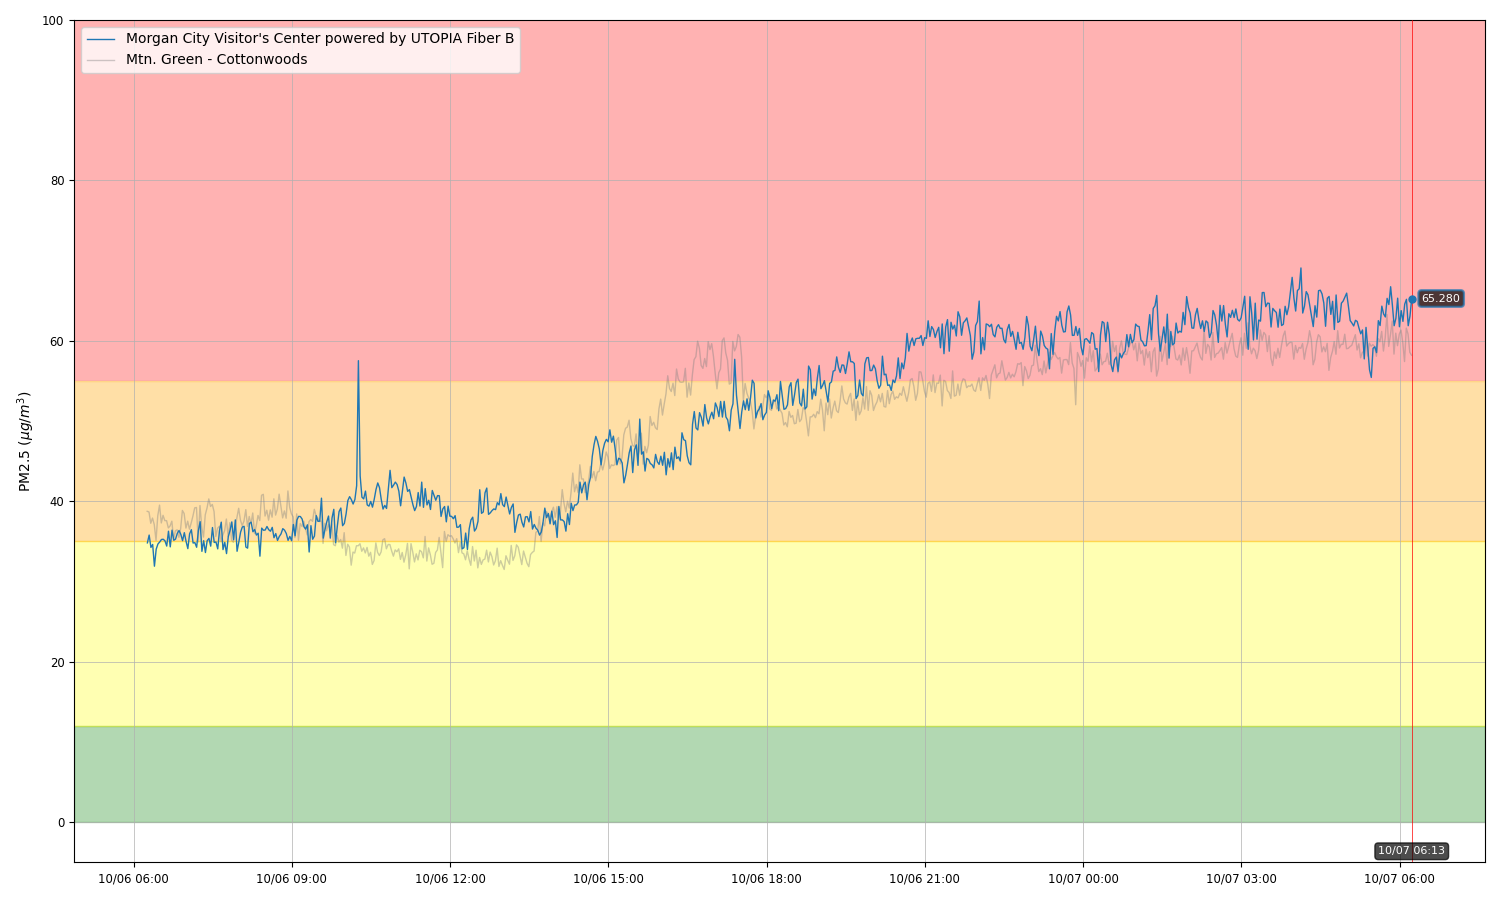 100
Morgan City Visitor's Center powered by UTOPIA Fiber B
Mtn. Green - Cottonwoods
80
60
65.280
PM2.5 (μg/m³)
40
20
0
10/07 06:13
10/06 06:00 10/06 09:00 10/06 12:00 10/06 15:00 10/06 18:00 10/06 21:00 10/07 00:00 10/07 03:00 10/07 06:00